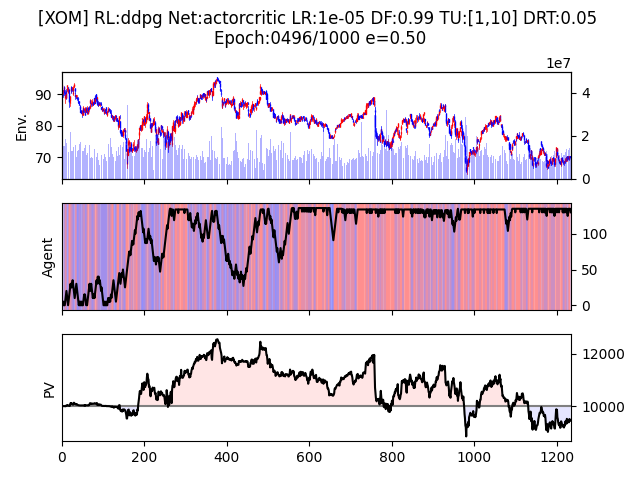 [XOM] RL:ddpg Net:actorcritic LR:1e-05 DF:0.99 TU:[1,10] DRT:0.05
Epoch:0496/1000 e=0.50
1e7
90
80
70
Env.
4
2
0
Agent
100
50
0
PV
12000
10000
0 200 400 600 800 1000 1200